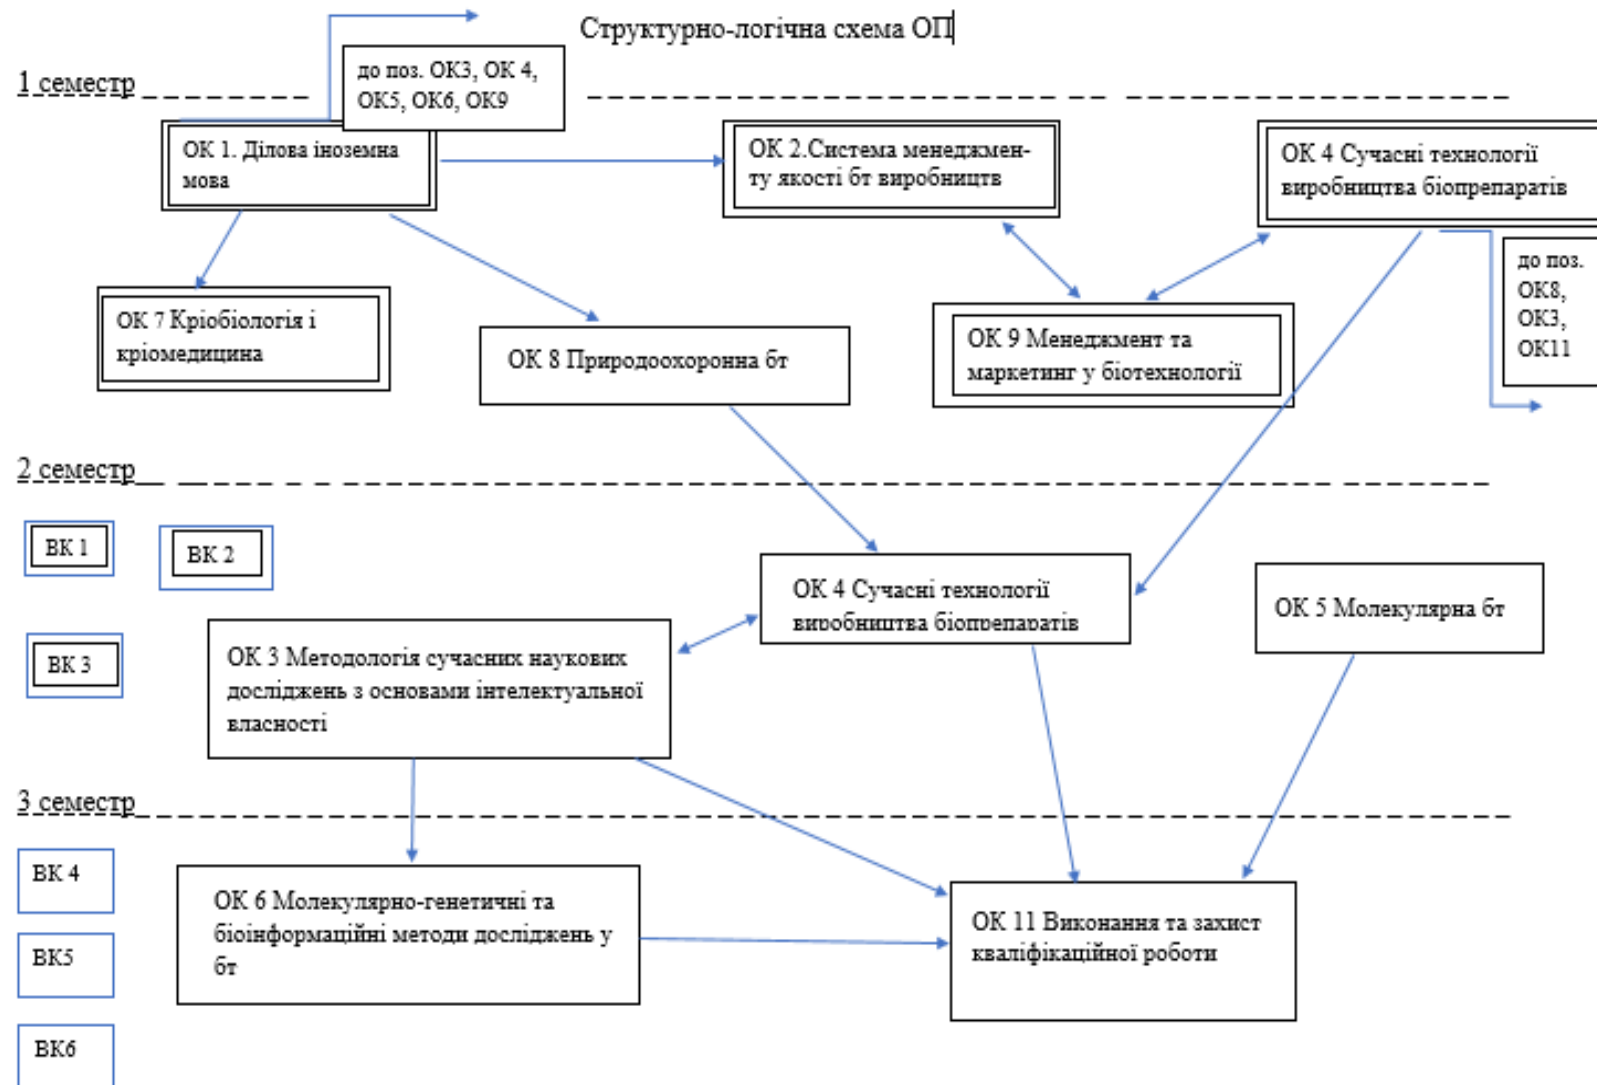 Структурно-логічна схема ОП
до поз. ОК3, ОК 4,
ОК5, ОК6, ОК9
1 семестр
ОК 1. Ділова іноземна
мова
ОК 2.Система менеджмен-
ту якості бт виробництв
ОК 4 Сучасні технології
виробництва біопрепаратів
до поз.
ОК8,
ОК3,
ОК11
ОК 7 Кріобіологія і
кріомедицина
ОК 8 Природоохоронна бт
ОК 9 Менеджмент та
маркетинг у біотехнології
2 семестр
ВК 1
ВК 2
ОК 4 Сучасні технології
виробництва біопрепаратів
ОК 5 Молекулярна бт
ВК 3
ОК 3 Методологія сучасних наукових
досліджень з основами інтелектуальної
власності
3 семестр
ВК 4
ОК 6 Молекулярно-генетичні та
біоінформаційні методи досліджень у
бт
ОК 11 Виконання та захист
кваліфікаційної роботи
ВК5
ВК6